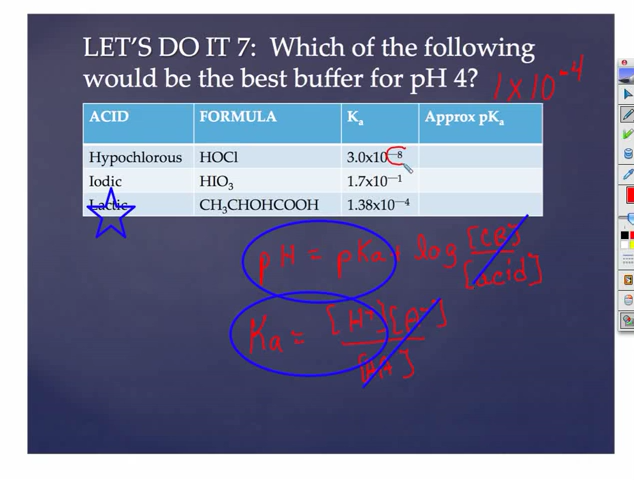 LET'S DO IT 7: Which of the following
would be the best buffer for pH 4?
1 x 10⁻⁴
ACID FORMULA Kₐ Approx pKₐ
Hypochlorous HOCl 3.0x10⁻⁸
Iodic HIO₃ 1.7x10⁻¹
Lactic CH₃CHOHCOOH 1.38x10⁻⁴
pH = pKa + log [CB]/[acid]
Ka = [H⁺][A⁻]/[HA]